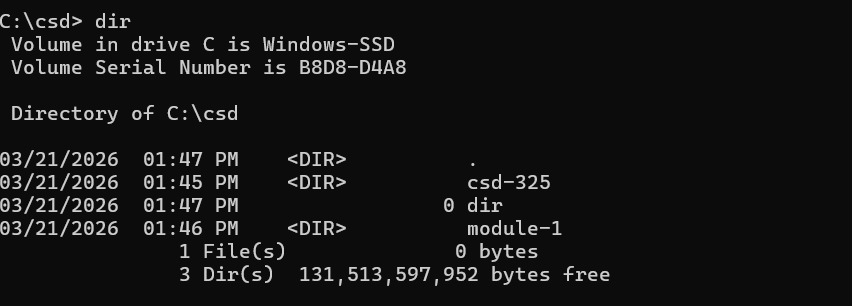 C:\csd> dir
 Volume in drive C is Windows-SSD
 Volume Serial Number is B8D8-D4A8

 Directory of C:\csd

03/21/2026  01:47 PM    <DIR>          .
03/21/2026  01:45 PM    <DIR>          csd-325
03/21/2026  01:47 PM                 0 dir
03/21/2026  01:46 PM    <DIR>          module-1
               1 File(s)              0 bytes
               3 Dir(s)  131,513,597,952 bytes free